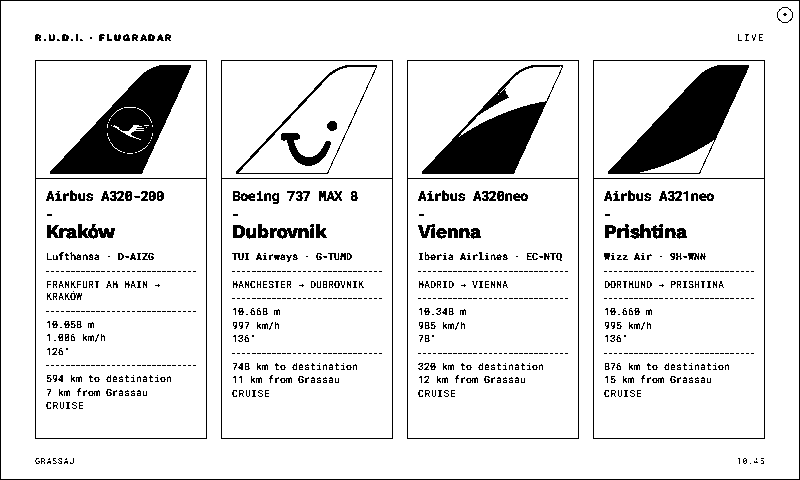 R.U.D.I. · FLUGRADAR
LIVE
Airbus A320-200
-
Kraków
Lufthansa · D-AIZG
FRANKFURT AM MAIN →
KRAKÓW
10.058 m
1.006 km/h
126°
594 km to destination
7 km from Grassau
CRUISE
Boeing 737 MAX 8
-
Dubrovnik
TUI Airways · G-TUMD
MANCHESTER → DUBROVNIK
10.668 m
997 km/h
136°
748 km to destination
11 km from Grassau
CRUISE
Airbus A320neo
-
Vienna
Iberia Airlines · EC-NTQ
MADRID → VIENNA
10.348 m
985 km/h
78°
320 km to destination
12 km from Grassau
CRUISE
Airbus A321neo
-
Prishtina
Wizz Air · 9H-WNN
DORTMUND → PRISHTINA
10.660 m
995 km/h
136°
876 km to destination
15 km from Grassau
CRUISE
GRASSAU
10:45